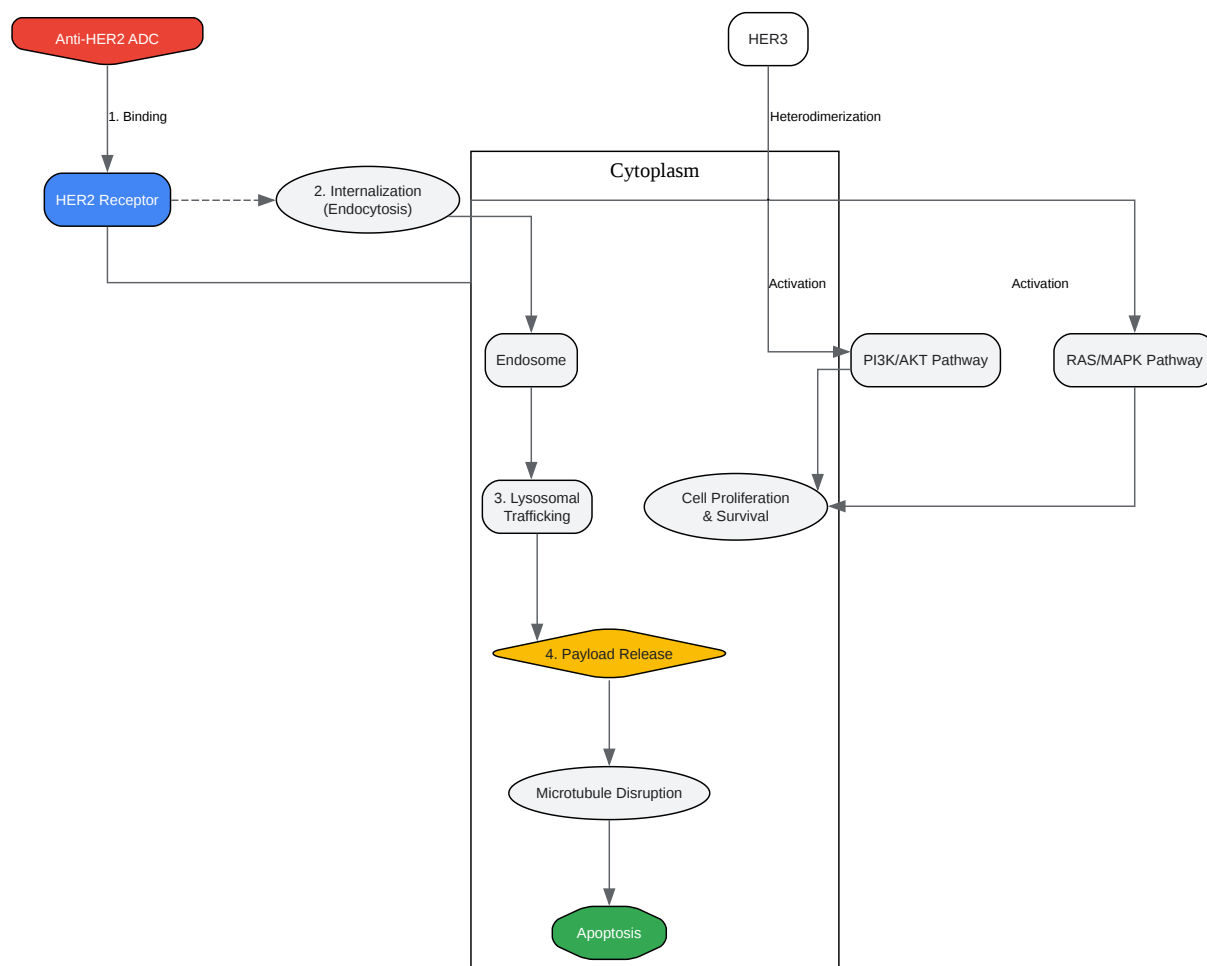 Anti-HER2 ADC
HER3
1. Binding
Heterodimerization
Cytoplasm
HER2 Receptor
2. Internalization
(Endocytosis)
Activation
Activation
Endosome
PI3K/AKT Pathway
RAS/MAPK Pathway
3. Lysosomal
Trafficking
Cell Proliferation
& Survival
4. Payload Release
Microtubule Disruption
Apoptosis